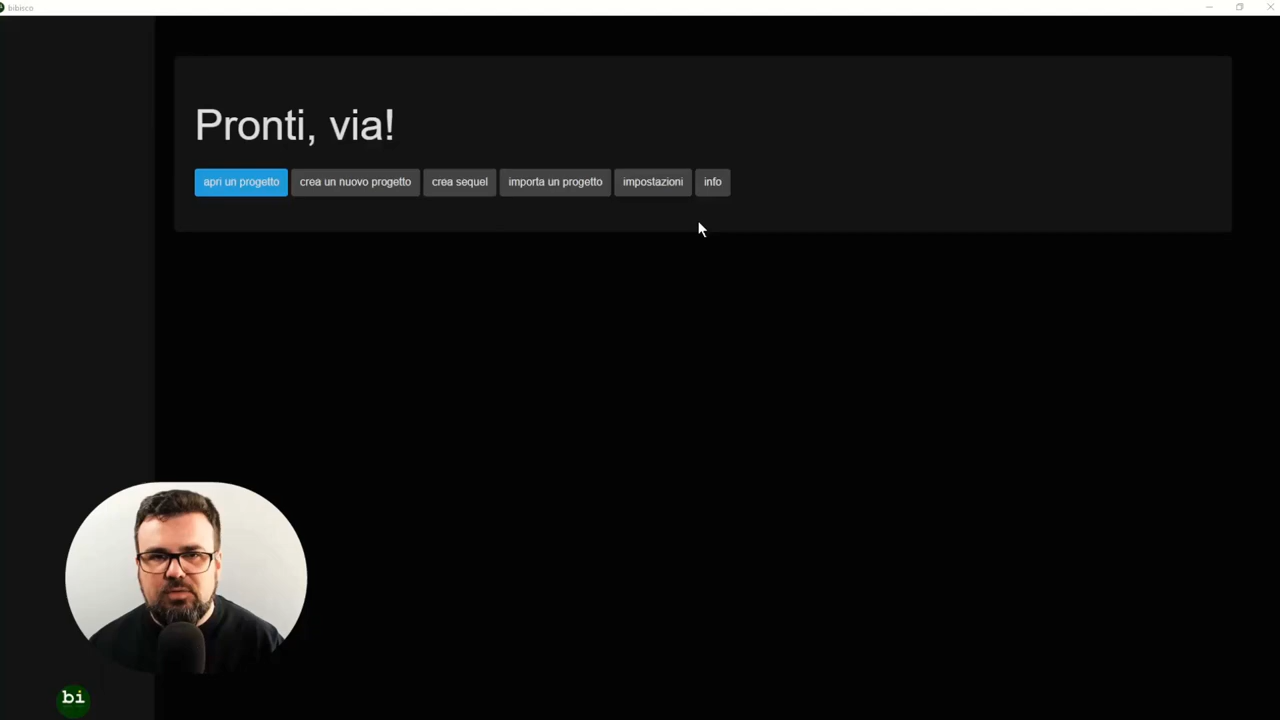 bibisco
Pronti, via!
apri un progetto crea un nuovo progetto crea sequel importa un progetto impostazioni info
bi